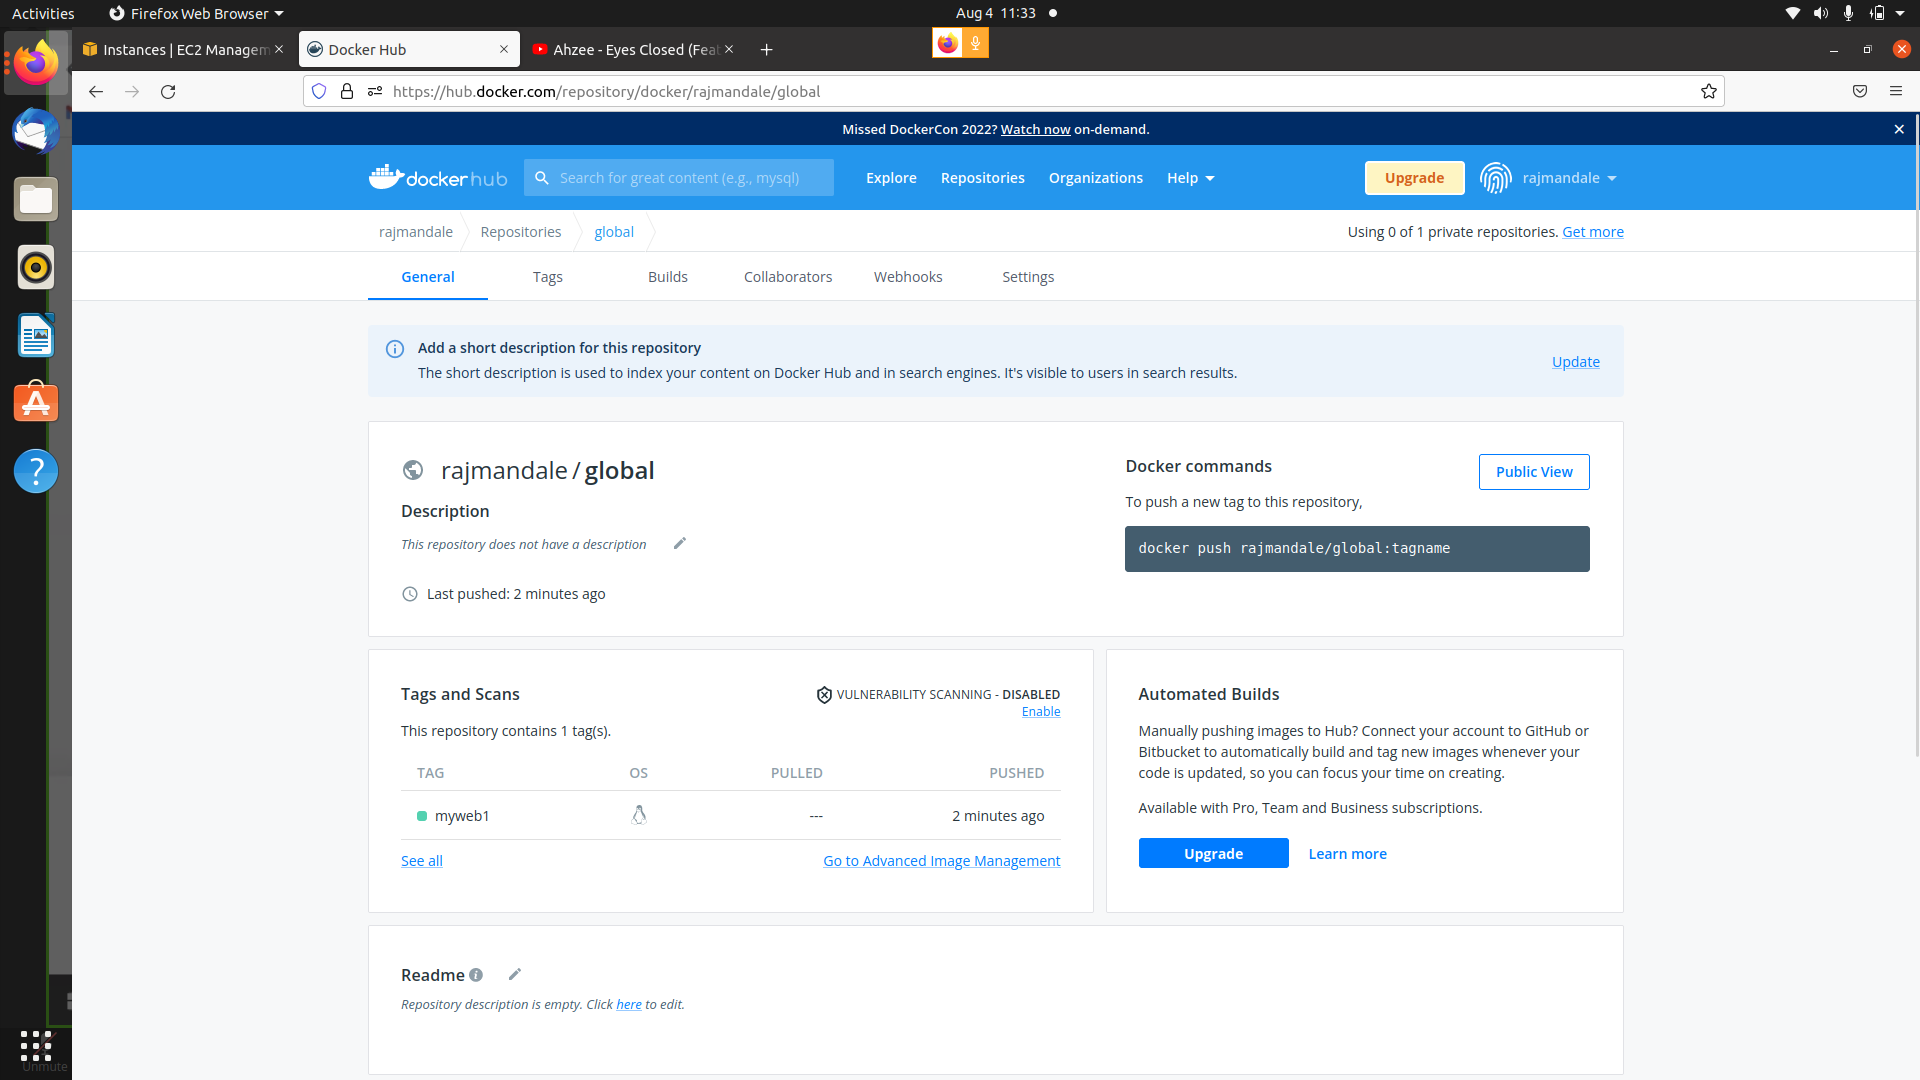 Activities
Firefox Web Browser
Aug 4 11:33
Instances | EC2 Managem
Docker Hub
Ahzee - Eyes Closed (Feat
https://hub.docker.com/repository/docker/rajmandale/global
Missed DockerCon 2022? Watch now on-demand.
docker hub
Search for great content (e.g., mysql)
Explore
Repositories
Organizations
Help
Upgrade
rajmandale
rajmandale
Repositories
global
Using 0 of 1 private repositories. Get more
General
Tags
Builds
Collaborators
Webhooks
Settings
Add a short description for this repository
The short description is used to index your content on Docker Hub and in search engines. It's visible to users in search results.
Update
rajmandale / global
Description
This repository does not have a description
Last pushed: 2 minutes ago
Docker commands
Public View
To push a new tag to this repository,
docker push rajmandale/global:tagname
Tags and Scans
VULNERABILITY SCANNING - DISABLED
Enable
This repository contains 1 tag(s).
TAG OS PULLED PUSHED
myweb1 --- 2 minutes ago
See all
Go to Advanced Image Management
Automated Builds
Manually pushing images to Hub? Connect your account to GitHub or
Bitbucket to automatically build and tag new images whenever your
code is updated, so you can focus your time on creating.
Available with Pro, Team and Business subscriptions.
Upgrade
Learn more
Readme
Repository description is empty. Click here to edit.
Unmute